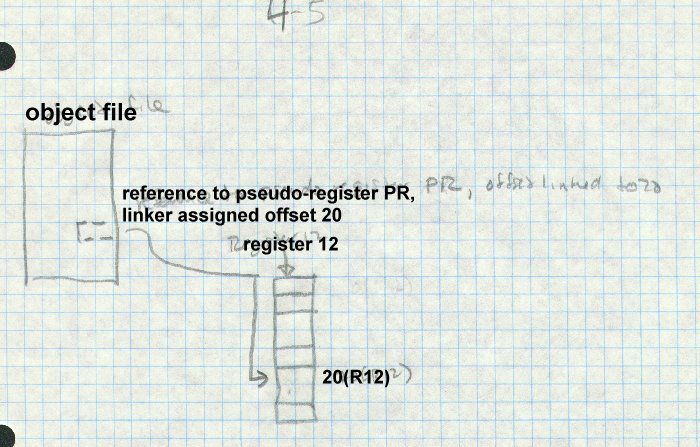 4-5
object file
file
reference to pseudo-register PR,
PR, offset linked to 20
linker assigned offset 20
register 12
20(R12)